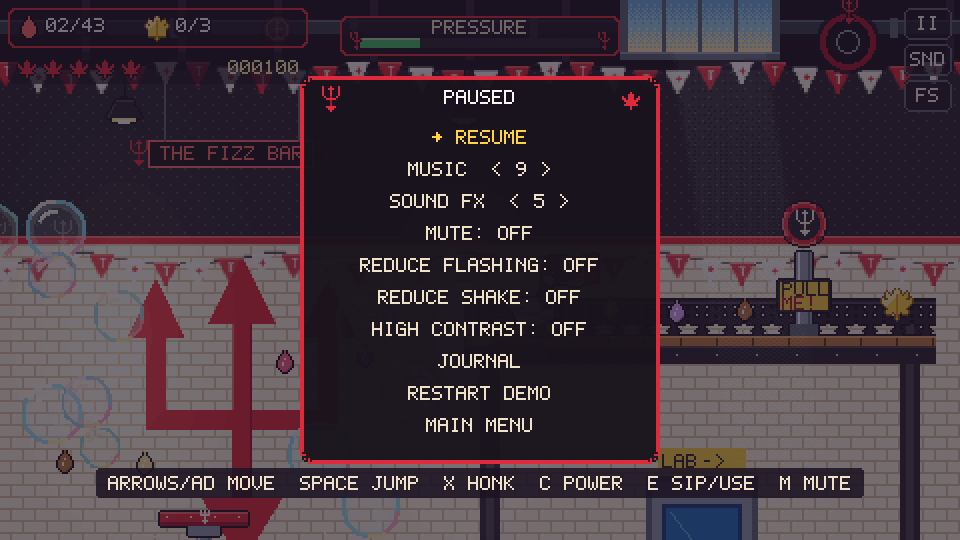 02/43 0/3
PRESSURE
II
SND
FS
000100
THE FIZZ BAR
PAUSED
→ RESUME
MUSIC < 9 >
SOUND FX < 5 >
MUTE: OFF
REDUCE FLASHING: OFF
REDUCE SHAKE: OFF
HIGH CONTRAST: OFF
JOURNAL
RESTART DEMO
MAIN MENU
PULL
MET
LAB ->
ARROWS/AD MOVE SPACE JUMP X HONK C POWER E SIP/USE M MUTE